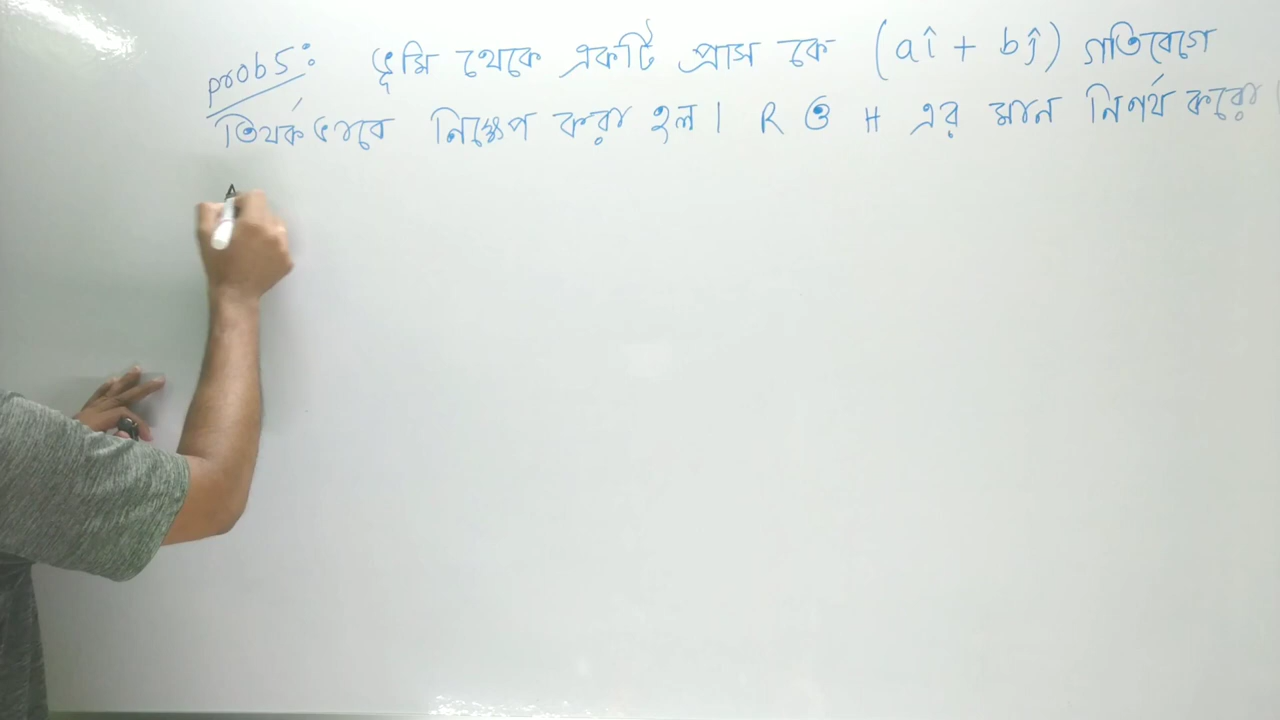 prob5: ভূমি থেকে একটি প্রাস কে (aî + bĵ) গতিবেগে
তির্যকভাবে নিক্ষেপ করা হল। R ও H এর মান নির্ণয় করো।